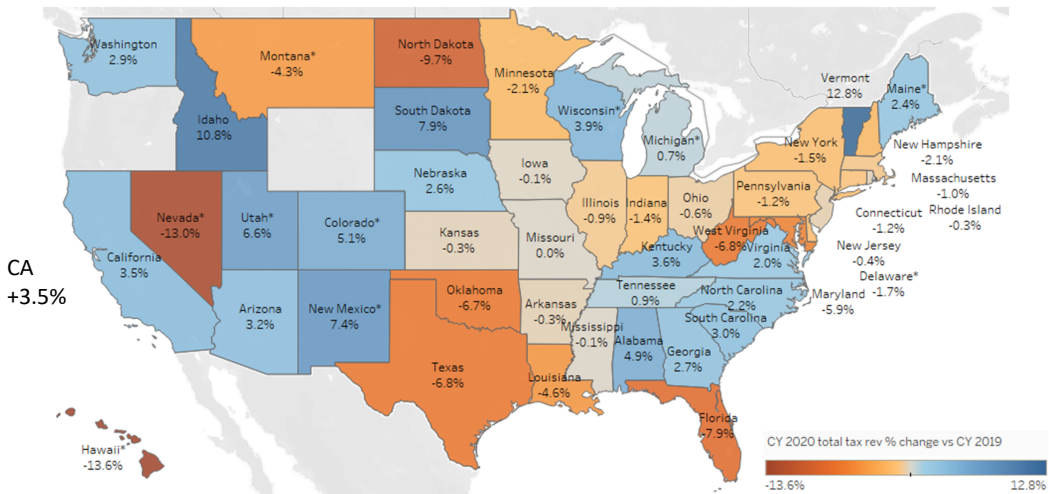 Washington
2.9%
Montana*
-4.3%
North Dakota
-9.7%
Minnesota
-2.1%
Idaho
10.8%
South Dakota
7.9%
Wisconsin*
3.9%
Michigan*
0.7%
Vermont
12.8%
Maine*
2.4%
New York
-1.5%
New Hampshire
-2.1%
Massachusetts
-1.0%
Rhode Island
-0.3%
Connecticut
-1.2%
New Jersey
-0.4%
Delaware*
-1.7%
Maryland
-5.9%
Pennsylvania
-1.2%
Nebraska
2.6%
Iowa
-0.1%
Illinois
-0.9%
Indiana
-1.4%
Ohio
-0.6%
West Virginia
-6.8%
Virginia
2.0%
Nevada*
-13.0%
Utah*
6.6%
Colorado*
5.1%
Kansas
-0.3%
Missouri
0.0%
Kentucky
3.6%
California
3.5%
CA
+3.5%
Arizona
3.2%
New Mexico*
7.4%
Oklahoma
-6.7%
Arkansas
-0.3%
Tennessee
0.9%
North Carolina
2.2%
South Carolina
3.0%
Mississippi
-0.1%
Alabama
4.9%
Georgia
2.7%
Texas
-6.8%
Louisiana
-4.6%
Florida
-7.9%
Hawaii*
-13.6%
CY 2020 total tax rev % change vs CY 2019
-13.6%
12.8%